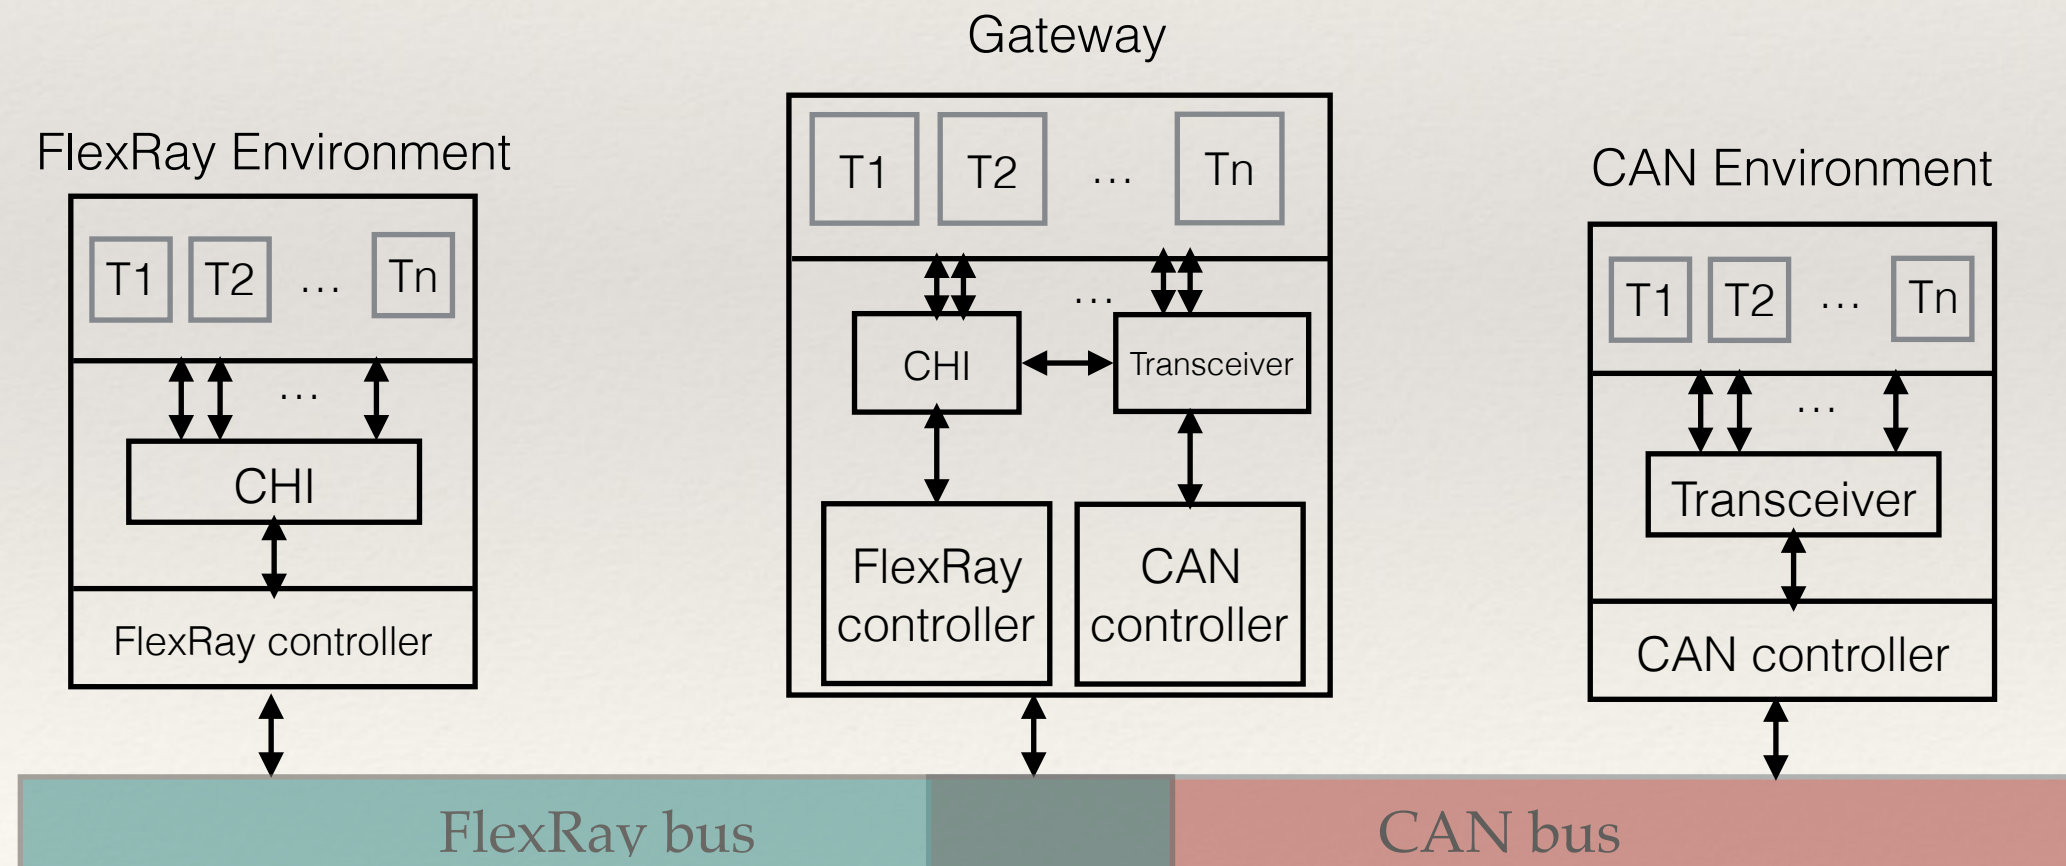 Gateway
FlexRay Environment
T1 T2 ... Tn
CHI
FlexRay controller
T1 T2 ... Tn
...
CHI
Transceiver
FlexRay
controller
CAN
controller
CAN Environment
T1 T2 ... Tn
...
Transceiver
CAN controller
...
FlexRay bus
CAN bus